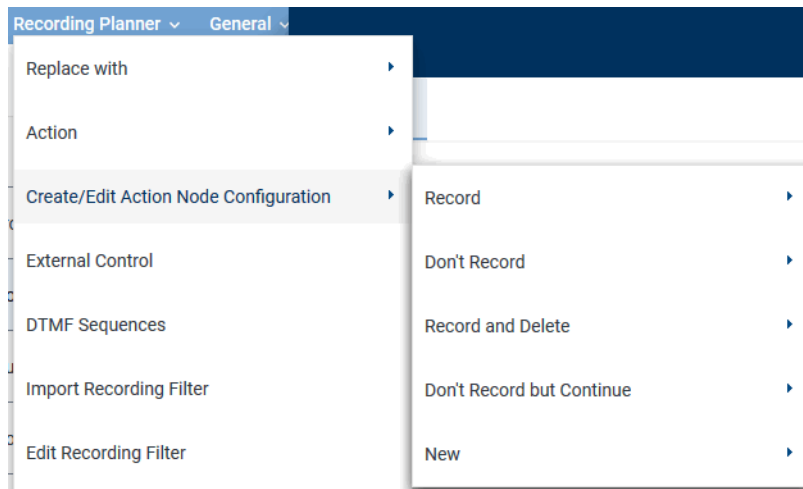 Recording Planner General
Replace with
Action
Create/Edit Action Node Configuration
Record
External Control
Don't Record
DTMF Sequences
Record and Delete
Import Recording Filter
Don't Record but Continue
Edit Recording Filter
New